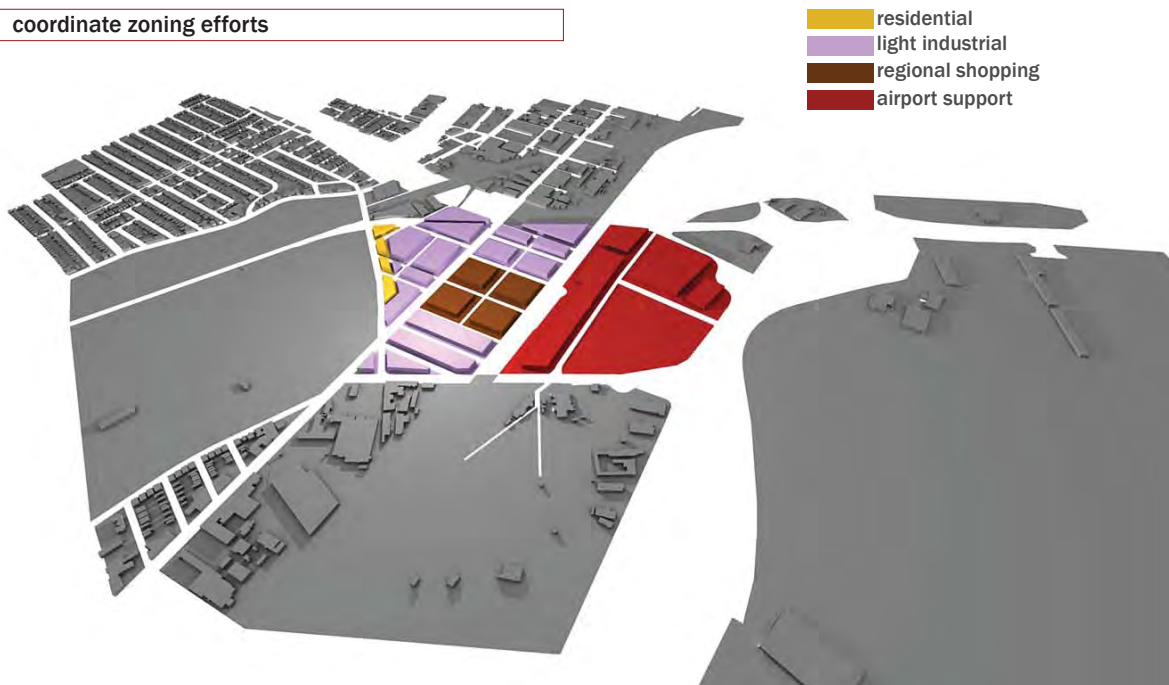 coordinate zoning efforts
residential
light industrial
regional shopping
airport support